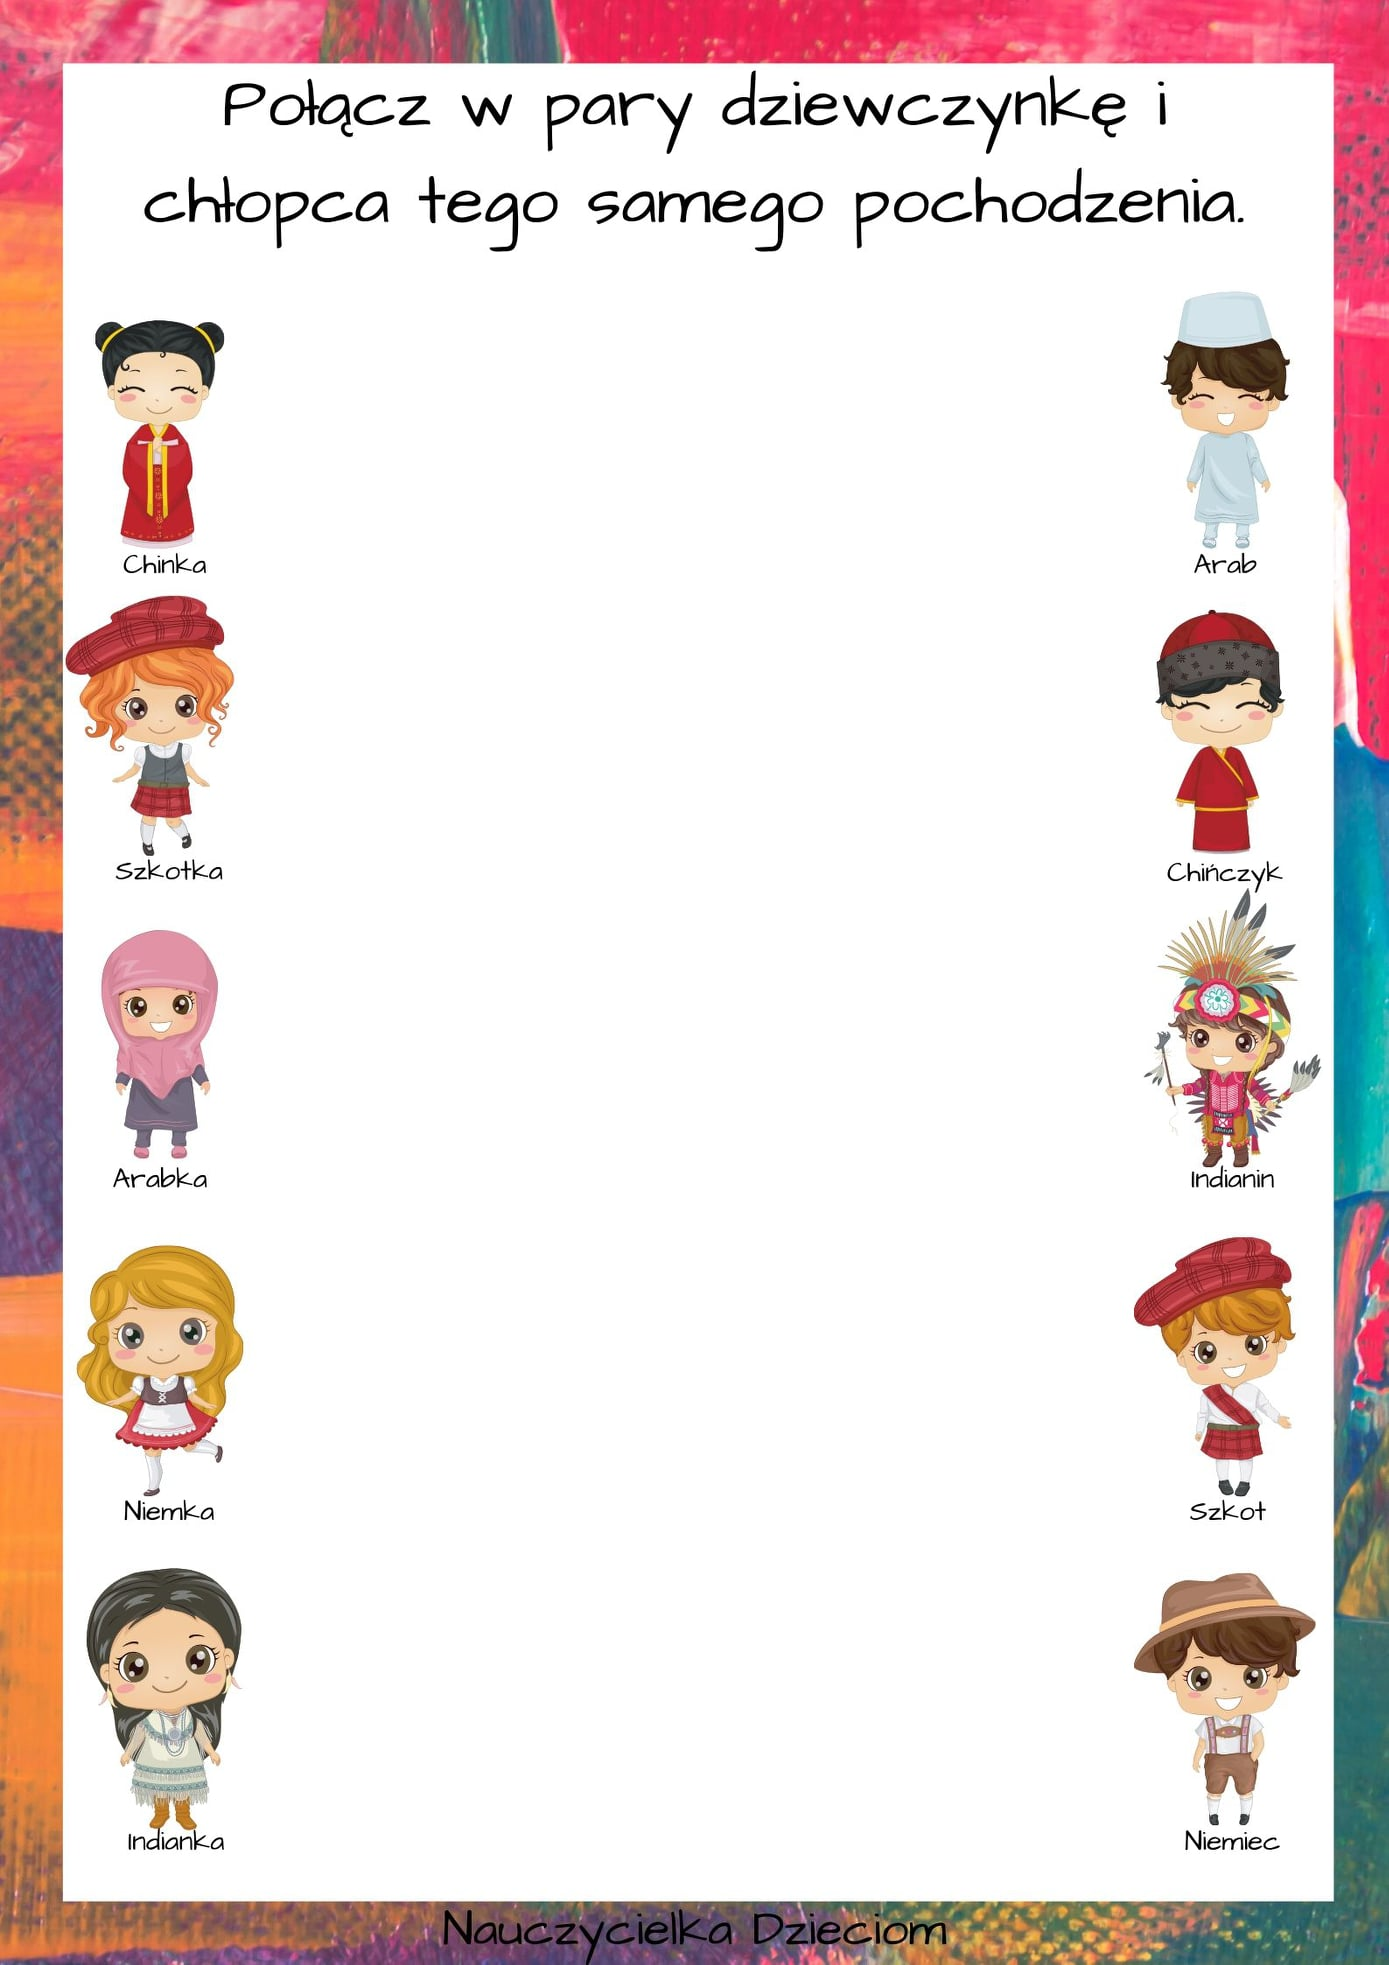 Połącz w pary dziewczynkę i
chłopca tego samego pochodzenia.
Chinka
Arab
Szkotka
Chińczyk
Arabka
Indianin
Niemka
Szkot
Indianka
Niemiec
Nauczycielka Dzieciom